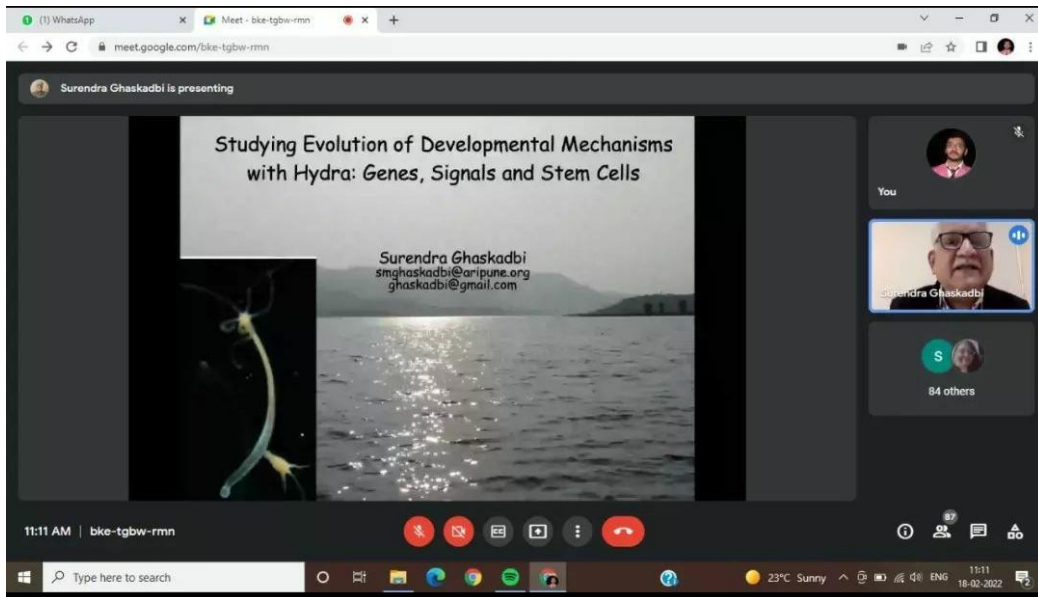 (1) WhatsApp
Meet - bke-tgbw-rmn
meet.google.com/bke-tgbw-rmn
Surendra Ghaskadbi is presenting
Studying Evolution of Developmental Mechanisms
with Hydra: Genes, Signals and Stem Cells
Surendra Ghaskadbi
smghaskadbi@aripune.org
ghaskadbi@gmail.com
You
Surendra Ghaskadbi
S
84 others
11:11 AM | bke-tgbw-rmn
CC
87
Type here to search
23°C Sunny
ENG
11:11
18-02-2022
2